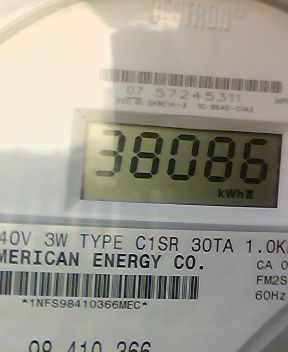 CENTRON®
07 57245311
38086
kWh
40V 3W TYPE C1SR 30TA 1.0K
MERICAN ENERGY CO.
CA 0
FM2S
60Hz
*1NFS98410366MEC*
98 410 366